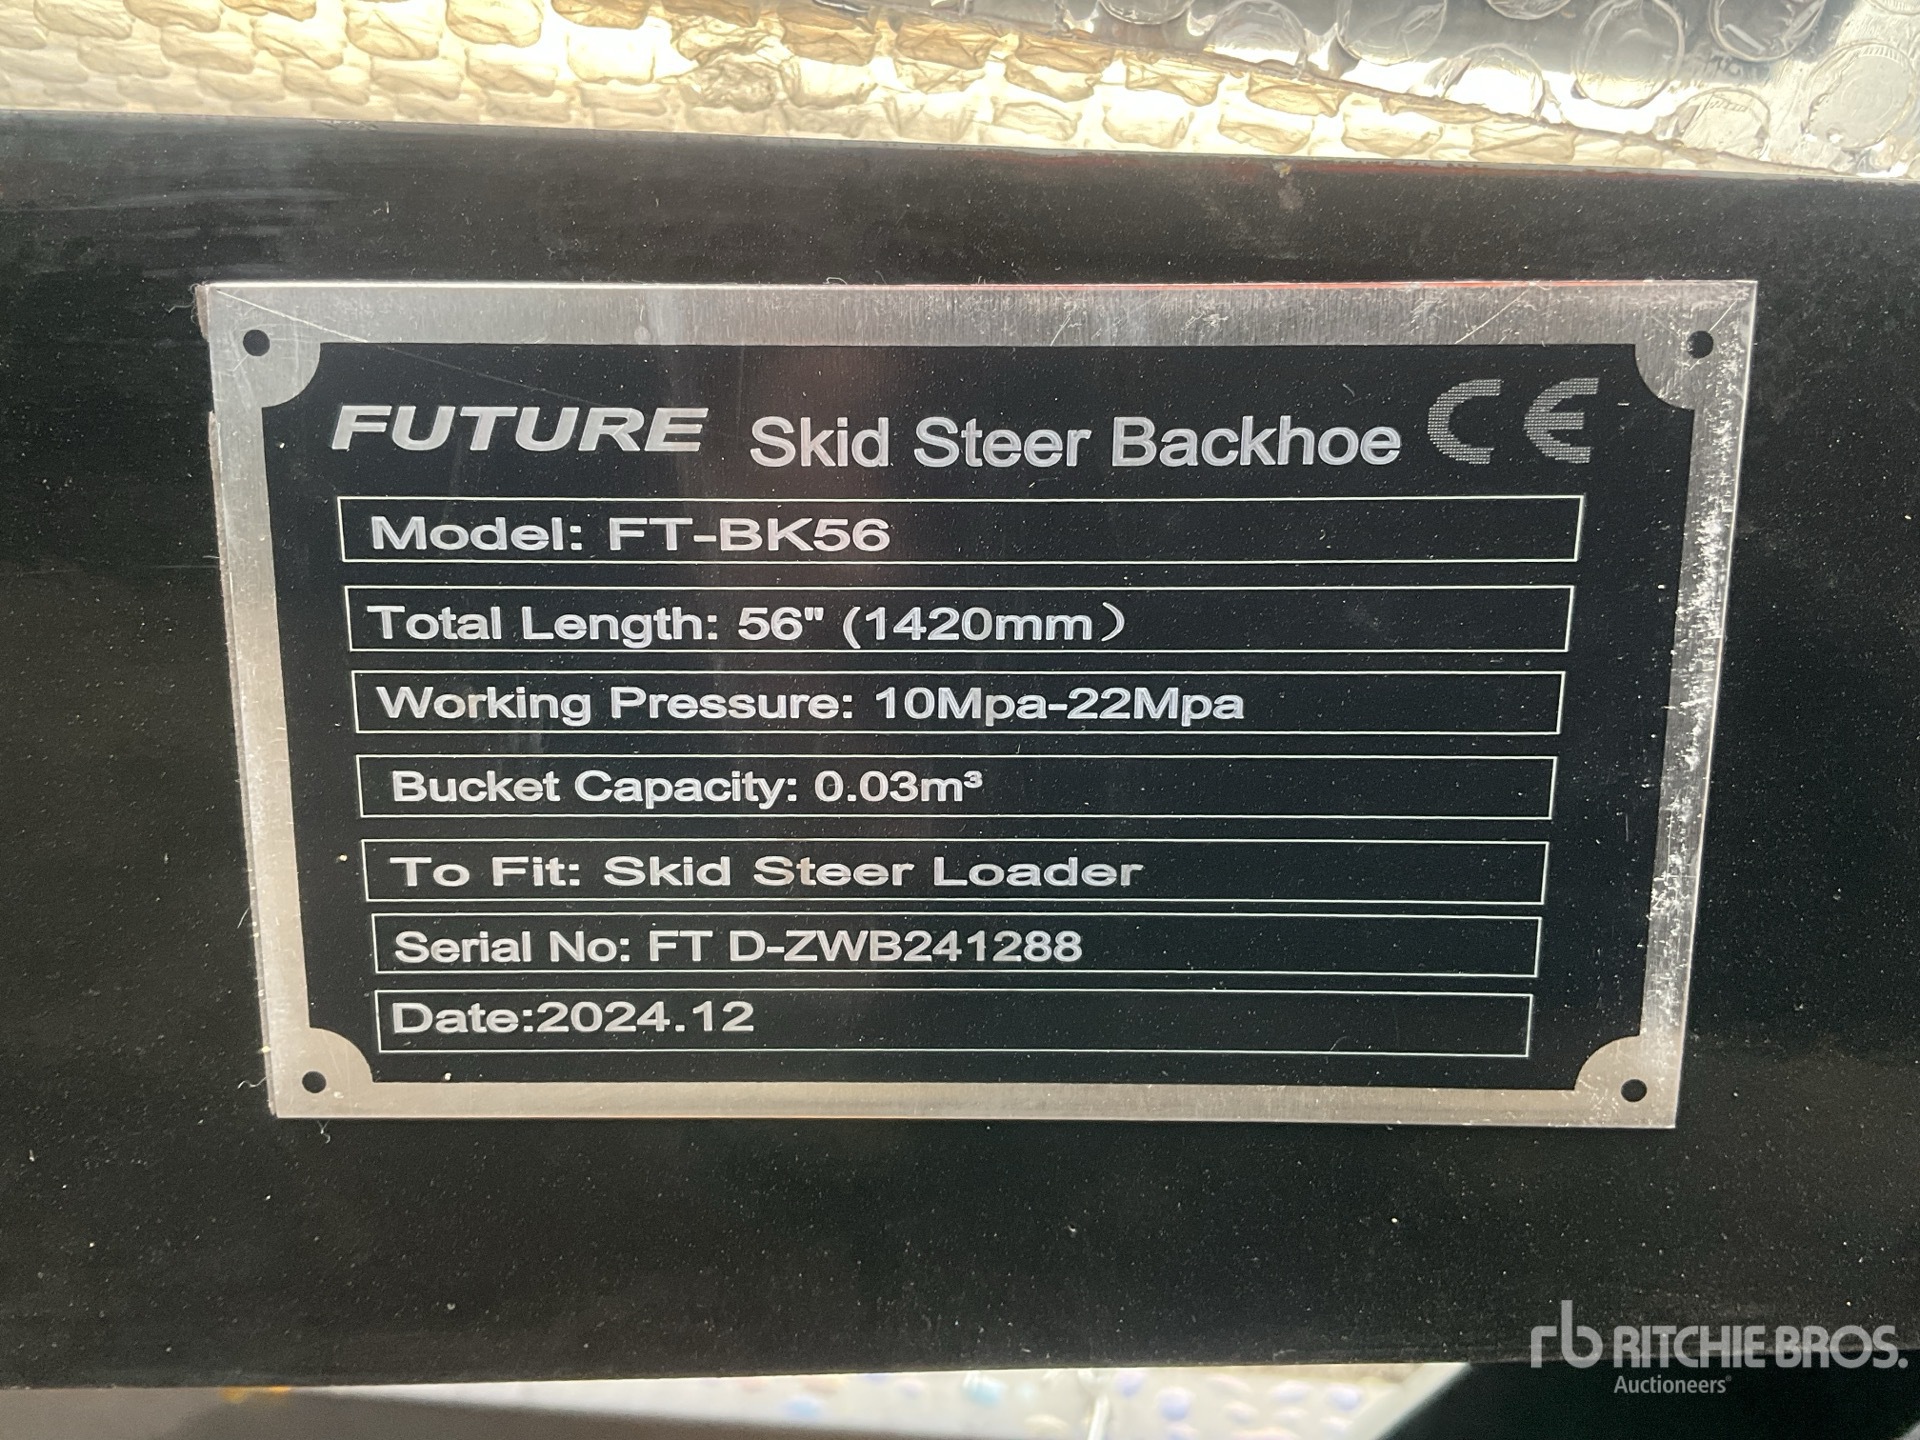 FUTURE Skid Steer Backhoe CE
Model: FT-BK56
Total Length: 56" (1420mm）
Working Pressure: 10Mpa-22Mpa
Bucket Capacity: 0.03m³
To Fit: Skid Steer Loader
Serial No: FT D-ZWB241288
Date:2024.12
rb RITCHIE BROS.
Auctioneers®